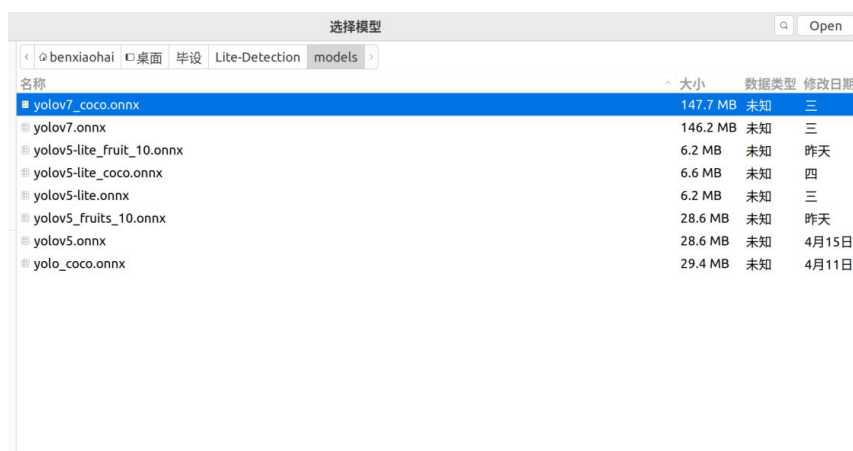 选择模型 Open
benxiaohai 桌面 毕设 Lite-Detection models
名称 大小 数据类型 修改日期
yolov7_coco.onnx 147.7 MB 未知 三
yolov7.onnx 146.2 MB 未知 三
yolov5-lite_fruit_10.onnx 6.2 MB 未知 昨天
yolov5-lite_coco.onnx 6.6 MB 未知 四
yolov5-lite.onnx 6.2 MB 未知 三
yolov5_fruits_10.onnx 28.6 MB 未知 昨天
yolov5.onnx 28.6 MB 未知 4月15日
yolo_coco.onnx 29.4 MB 未知 4月11日